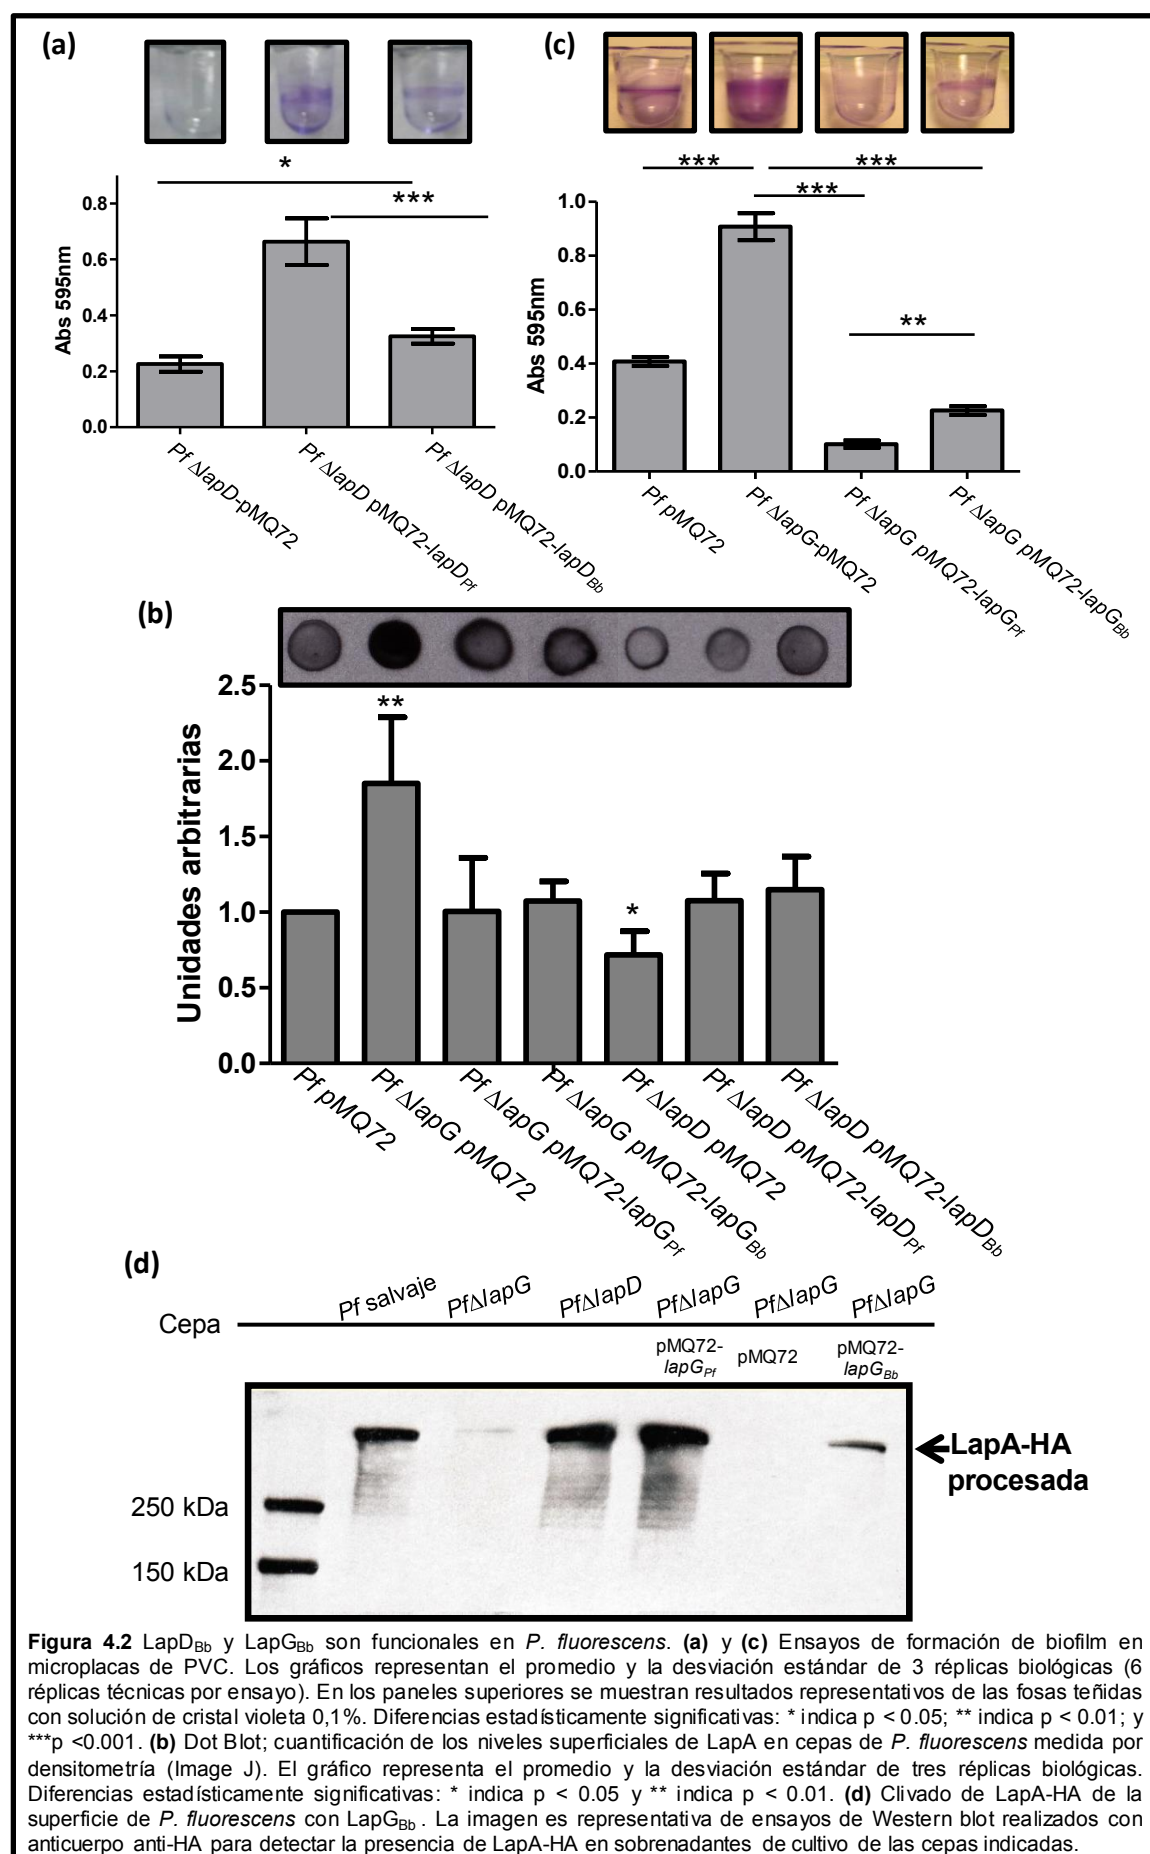 (a)
*
***
Abs 595nm
0.8
0.6
0.4
0.2
0.0
Pf ΔlapD-pMQ72
Pf ΔlapD pMQ72-lapDPf
Pf ΔlapD pMQ72-lapDBb
(c)
***
***
***
**
Abs 595nm
1.0
0.8
0.6
0.4
0.2
0.0
Pf pMQ72
Pf ΔlapG-pMQ72
Pf ΔlapG pMQ72-lapGPf
Pf ΔlapG pMQ72-lapGBb
(b)
Unidades arbitrarias
2.5
2.0
1.5
1.0
0.5
0.0
**
*
Pf pMQ72
Pf ΔlapG pMQ72
Pf ΔlapG pMQ72-lapGPf
Pf ΔlapG pMQ72-lapGBb
Pf ΔlapD pMQ72
Pf ΔlapD pMQ72-lapDPf
Pf ΔlapD pMQ72-lapDBb
(d)
Cepa
Pf salvaje
PfΔlapG
PfΔlapD
PfΔlapG
PfΔlapG
PfΔlapG
pMQ72-
lapGPf
pMQ72
pMQ72-
lapGBb
LapA-HA
procesada
250 kDa
150 kDa
Figura 4.2 LapDBb y LapGBb son funcionales en P. fluorescens. (a) y (c) Ensayos de formación de biofilm en
microplacas de PVC. Los gráficos representan el promedio y la desviación estándar de 3 réplicas biológicas (6
réplicas técnicas por ensayo). En los paneles superiores se muestran resultados representativos de las fosas teñidas
con solución de cristal violeta 0,1%. Diferencias estadísticamente significativas: * indica p < 0.05; ** indica p < 0.01; y
***p <0.001. (b) Dot Blot; cuantificación de los niveles superficiales de LapA en cepas de P. fluorescens medida por
densitometría (Image J). El gráfico representa el promedio y la desviación estándar de tres réplicas biológicas.
Diferencias estadísticamente significativas: * indica p < 0.05 y ** indica p < 0.01. (d) Clivado de LapA-HA de la
superficie de P. fluorescens con LapGBb . La imagen es representativa de ensayos de Western blot realizados con
anticuerpo anti-HA para detectar la presencia de LapA-HA en sobrenadantes de cultivo de las cepas indicadas.